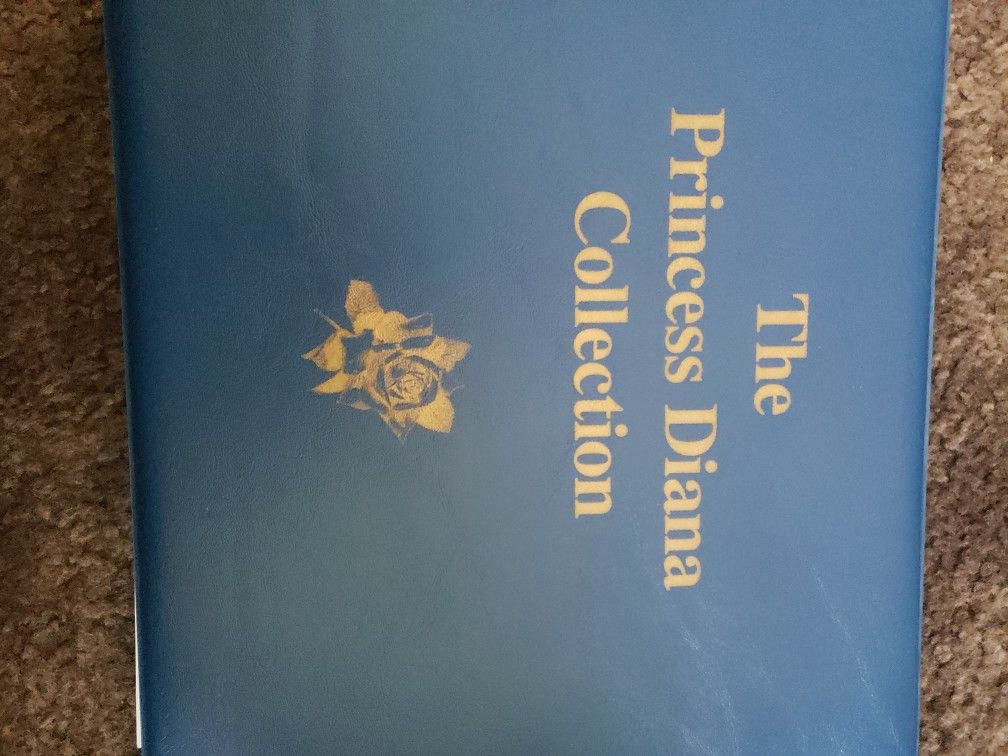 The
Princess Diana
Collection